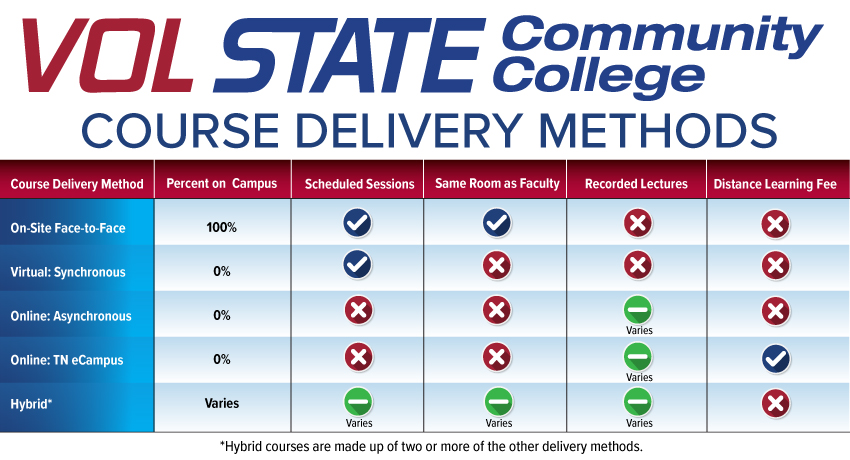 VOL STATE Community College
COURSE DELIVERY METHODS
Course Delivery Method Percent on Campus Scheduled Sessions Same Room as Faculty Recorded Lectures Distance Learning Fee
On-Site Face-to-Face 100%
Virtual: Synchronous 0%
Online: Asynchronous 0% Varies
Online: TN eCampus 0% Varies
Hybrid* Varies Varies Varies Varies
*Hybrid courses are made up of two or more of the other delivery methods.